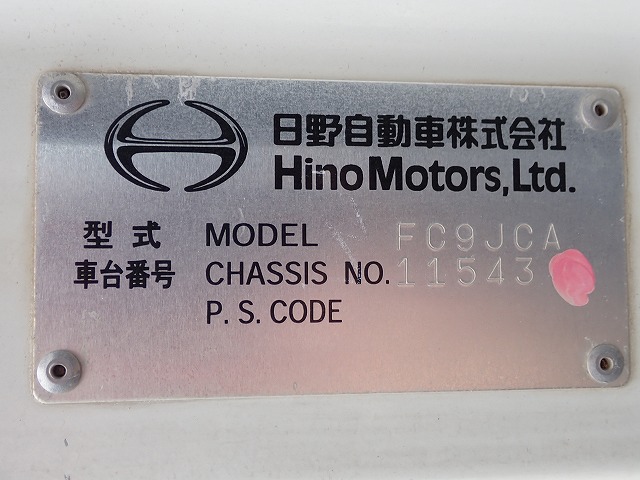 日野自動車株式会社
Hino Motors, Ltd.
型式 MODEL FC9JCA
車台番号 CHASSIS NO. 11543
P. S. CODE